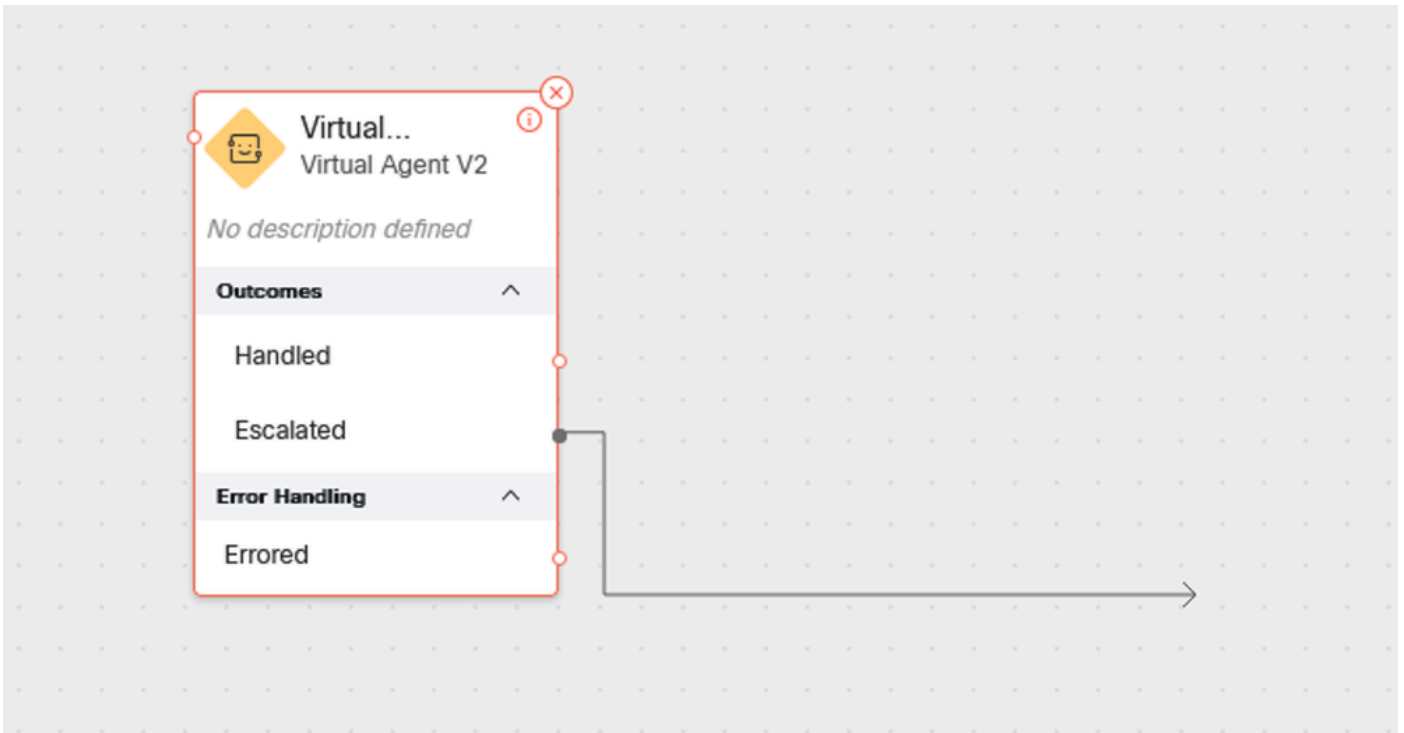 Virtual...
Virtual Agent V2
No description defined
Outcomes
Handled
Escalated
Error Handling
Errored